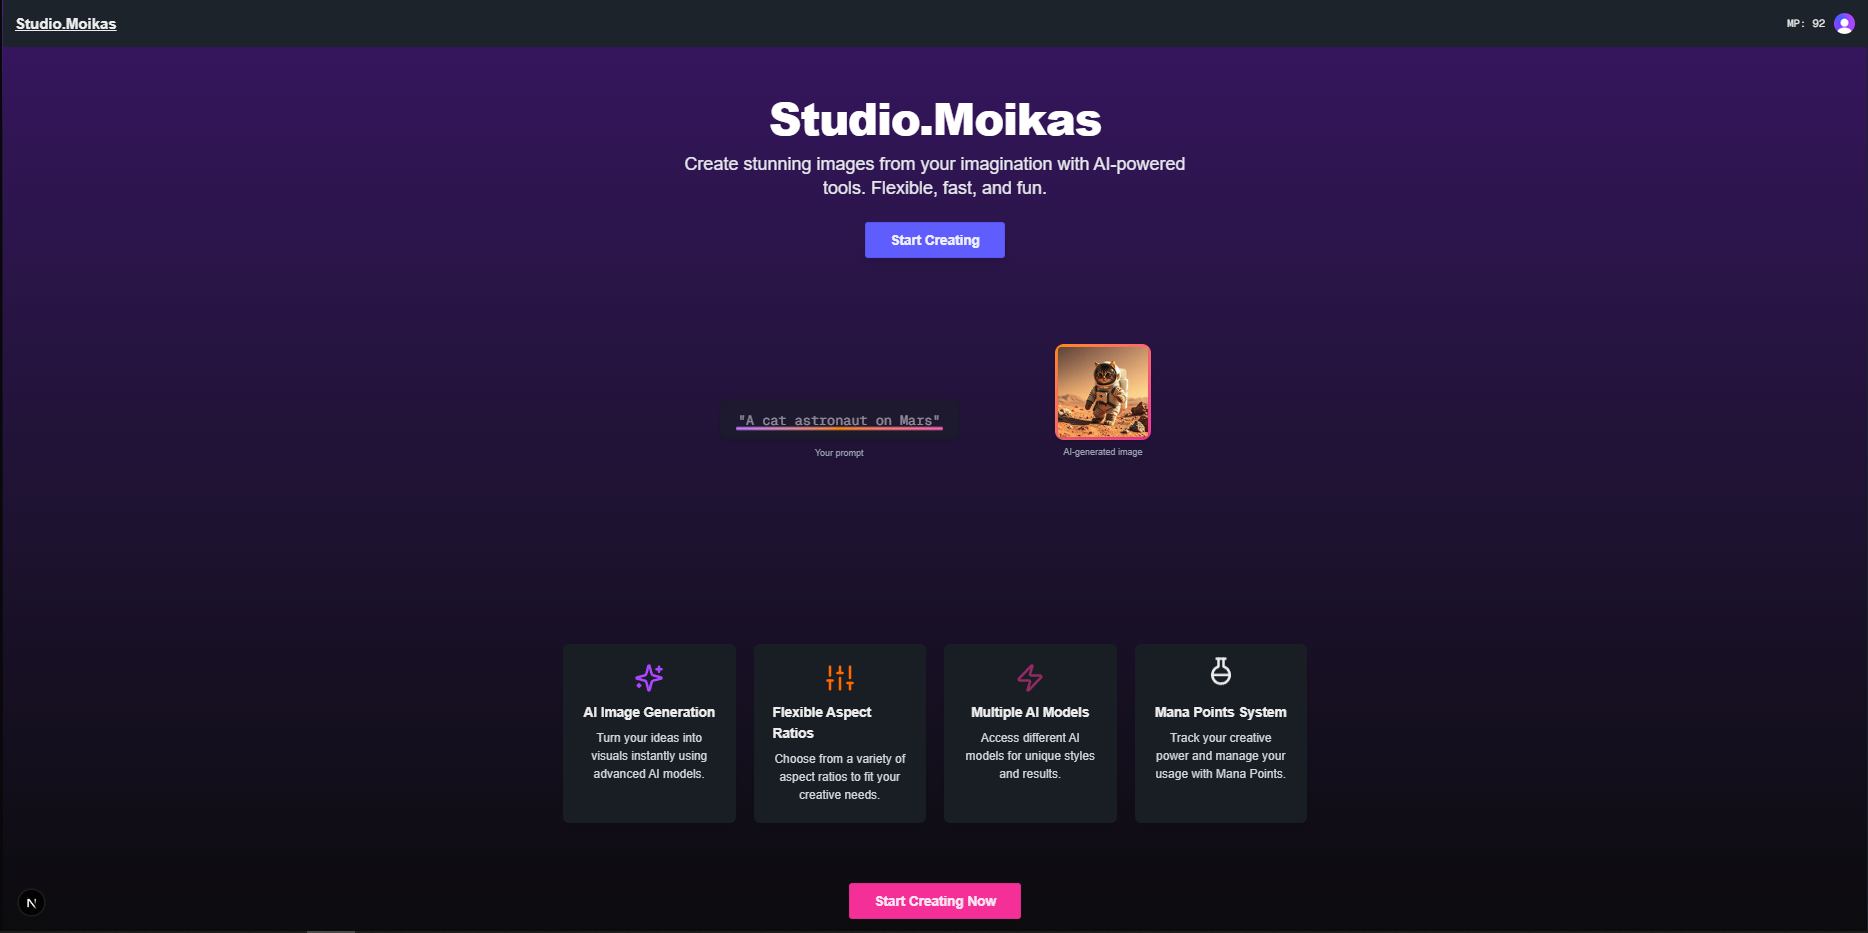 Studio.Moikas
MP: 92
Studio.Moikas
Create stunning images from your imagination with AI-powered
tools. Flexible, fast, and fun.
Start Creating
"A cat astronaut on Mars"
Your prompt
AI-generated image
AI Image Generation
Turn your ideas into
visuals instantly using
advanced AI models.
Flexible Aspect
Ratios
Choose from a variety of
aspect ratios to fit your
creative needs.
Multiple AI Models
Access different AI
models for unique styles
and results.
Mana Points System
Track your creative
power and manage your
usage with Mana Points.
N
Start Creating Now